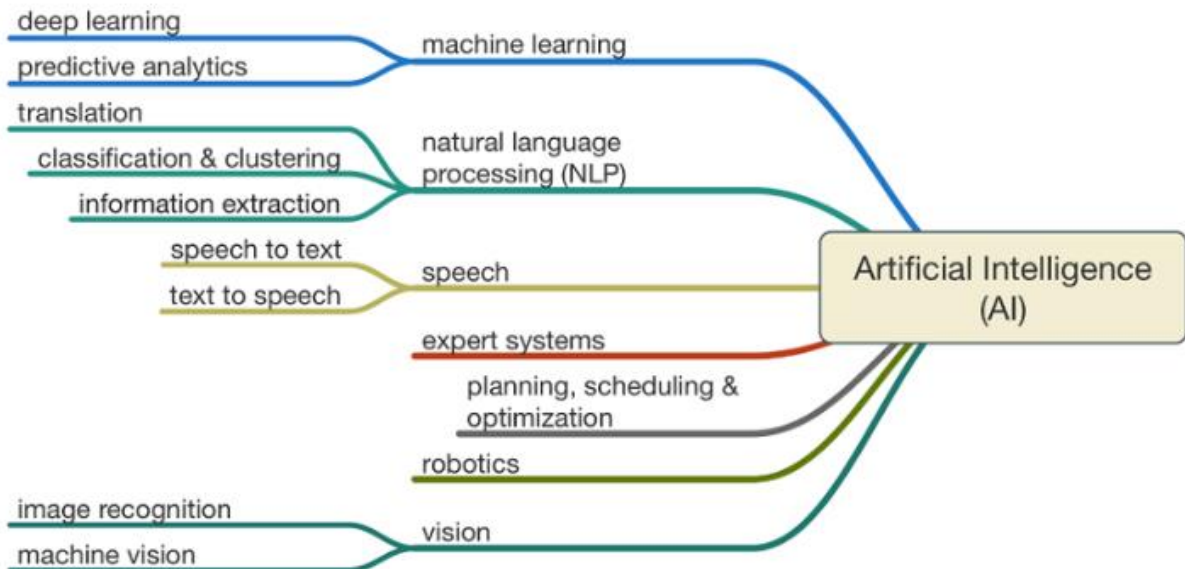 deep learning
machine learning
predictive analytics
translation
natural language
processing (NLP)
classification & clustering
information extraction
speech to text
speech
text to speech
Artificial Intelligence
(AI)
expert systems
planning, scheduling &
optimization
robotics
image recognition
vision
machine vision